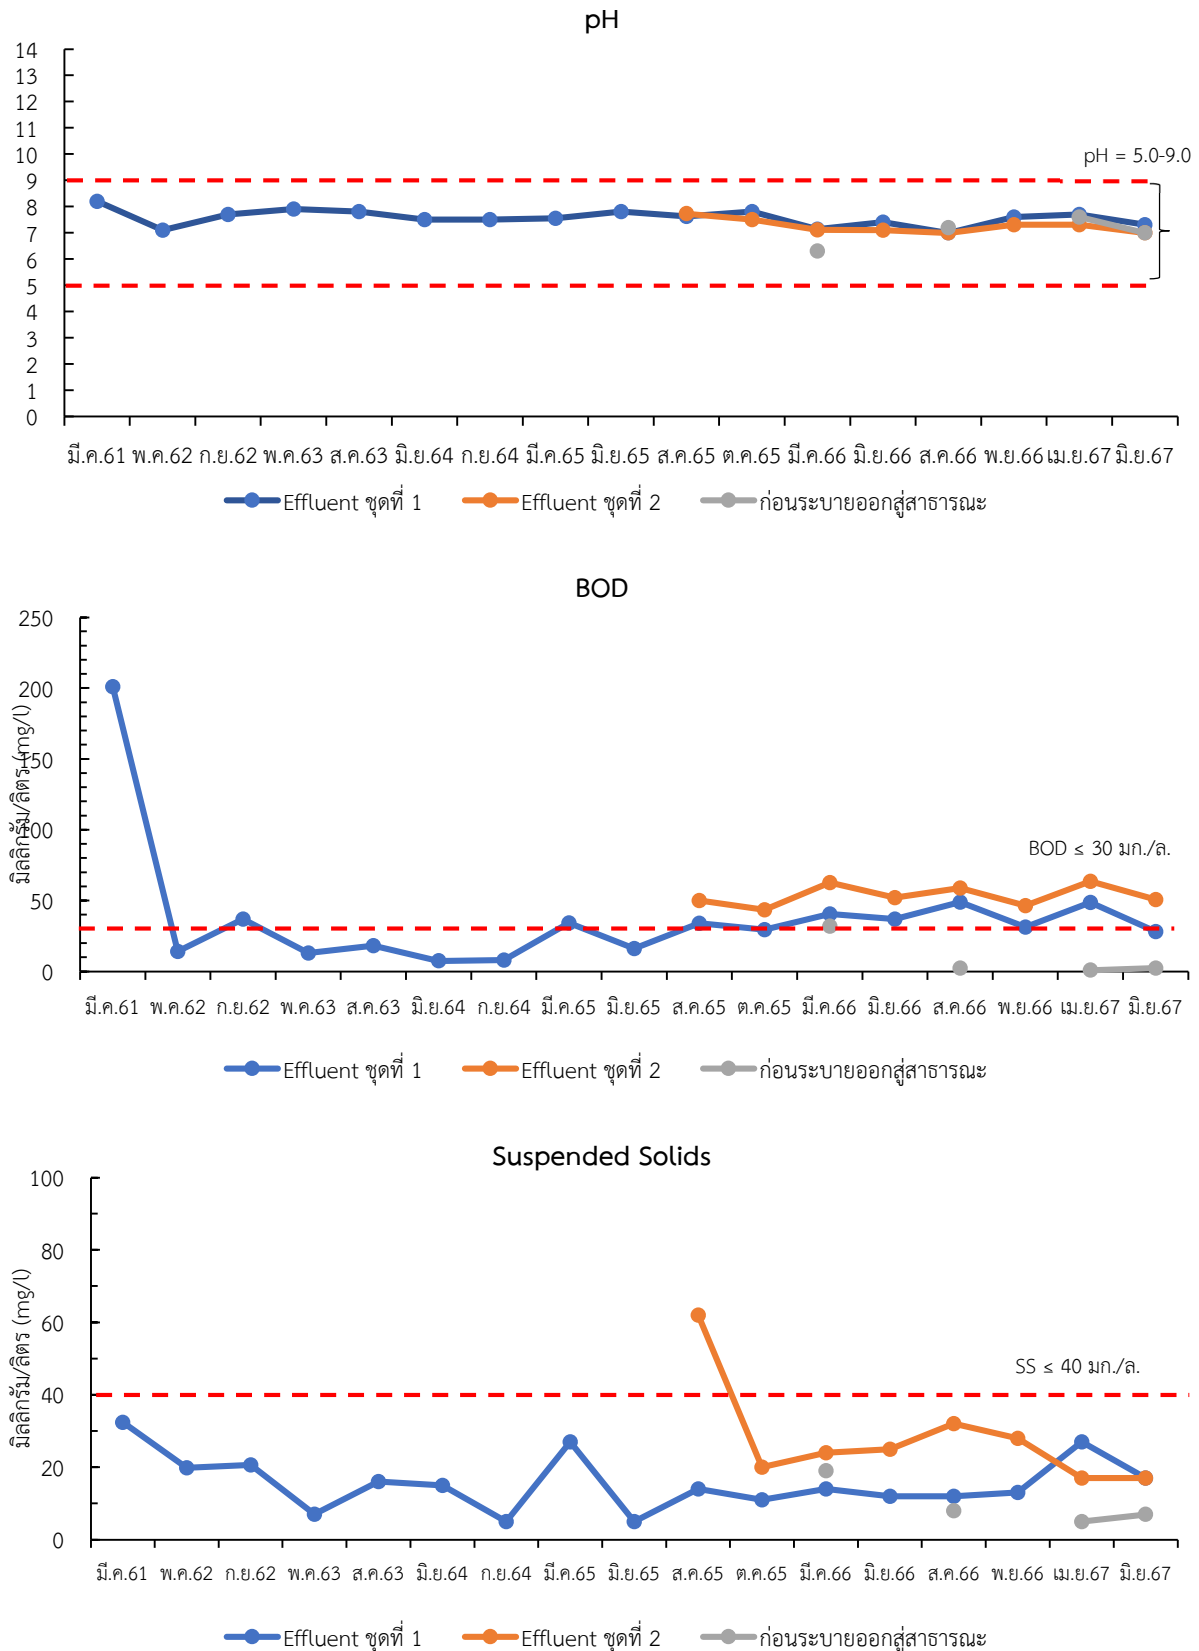 pH
14
13
12
11
10
9
8
7
6
5
4
3
2
1
0
pH = 5.0-9.0
มี.ค.61 พ.ค.62 ก.ย.62 พ.ค.63 ส.ค.63 มิ.ย.64 ก.ย.64 มี.ค.65 มิ.ย.65 ส.ค.65 ต.ค.65 มี.ค.66 มิ.ย.66 ส.ค.66 พ.ย.66 เม.ย.67 มิ.ย.67
Effluent ชุดที่ 1 Effluent ชุดที่ 2 ก่อนระบายออกสู่สาธารณะ
BOD
มิลลิกรัม/ลิตร (mg/l)
250
200
150
100
50
0
BOD ≤ 30 มก./ล.
มี.ค.61 พ.ค.62 ก.ย.62 พ.ค.63 ส.ค.63 มิ.ย.64 ก.ย.64 มี.ค.65 มิ.ย.65 ส.ค.65 ต.ค.65 มี.ค.66 มิ.ย.66 ส.ค.66 พ.ย.66 เม.ย.67 มิ.ย.67
Effluent ชุดที่ 1 Effluent ชุดที่ 2 ก่อนระบายออกสู่สาธารณะ
Suspended Solids
มิลลิกรัม/ลิตร (mg/l)
100
80
60
40
20
0
SS ≤ 40 มก./ล.
มี.ค.61 พ.ค.62 ก.ย.62 พ.ค.63 ส.ค.63 มิ.ย.64 ก.ย.64 มี.ค.65 มิ.ย.65 ส.ค.65 ต.ค.65 มี.ค.66 มิ.ย.66 ส.ค.66 พ.ย.66 เม.ย.67 มิ.ย.67
Effluent ชุดที่ 1 Effluent ชุดที่ 2 ก่อนระบายออกสู่สาธารณะ